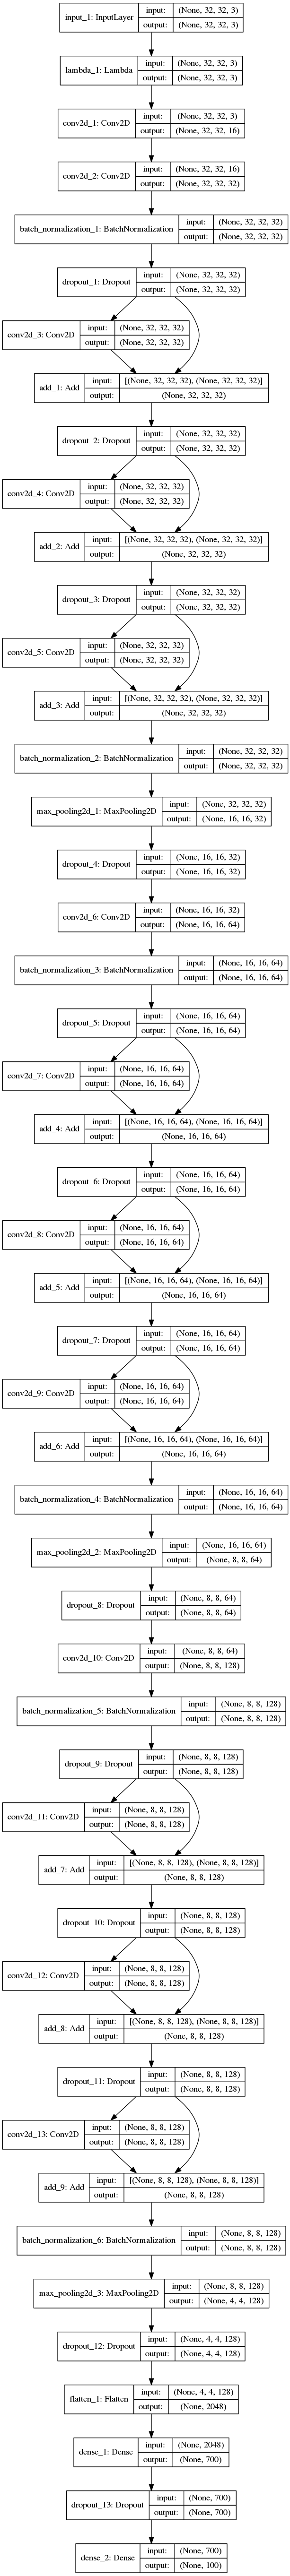 input_1: InputLayer input: (None, 32, 32, 3)
output: (None, 32, 32, 3)
lambda_1: Lambda input: (None, 32, 32, 3)
output: (None, 32, 32, 3)
conv2d_1: Conv2D input: (None, 32, 32, 3)
output: (None, 32, 32, 16)
conv2d_2: Conv2D input: (None, 32, 32, 16)
output: (None, 32, 32, 32)
batch_normalization_1: BatchNormalization input: (None, 32, 32, 32)
output: (None, 32, 32, 32)
dropout_1: Dropout input: (None, 32, 32, 32)
output: (None, 32, 32, 32)
conv2d_3: Conv2D input: (None, 32, 32, 32)
output: (None, 32, 32, 32)
add_1: Add input: [(None, 32, 32, 32), (None, 32, 32, 32)]
output: (None, 32, 32, 32)
dropout_2: Dropout input: (None, 32, 32, 32)
output: (None, 32, 32, 32)
conv2d_4: Conv2D input: (None, 32, 32, 32)
output: (None, 32, 32, 32)
add_2: Add input: [(None, 32, 32, 32), (None, 32, 32, 32)]
output: (None, 32, 32, 32)
dropout_3: Dropout input: (None, 32, 32, 32)
output: (None, 32, 32, 32)
conv2d_5: Conv2D input: (None, 32, 32, 32)
output: (None, 32, 32, 32)
add_3: Add input: [(None, 32, 32, 32), (None, 32, 32, 32)]
output: (None, 32, 32, 32)
batch_normalization_2: BatchNormalization input: (None, 32, 32, 32)
output: (None, 32, 32, 32)
max_pooling2d_1: MaxPooling2D input: (None, 32, 32, 32)
output: (None, 16, 16, 32)
dropout_4: Dropout input: (None, 16, 16, 32)
output: (None, 16, 16, 32)
conv2d_6: Conv2D input: (None, 16, 16, 32)
output: (None, 16, 16, 64)
batch_normalization_3: BatchNormalization input: (None, 16, 16, 64)
output: (None, 16, 16, 64)
dropout_5: Dropout input: (None, 16, 16, 64)
output: (None, 16, 16, 64)
conv2d_7: Conv2D input: (None, 16, 16, 64)
output: (None, 16, 16, 64)
add_4: Add input: [(None, 16, 16, 64), (None, 16, 16, 64)]
output: (None, 16, 16, 64)
dropout_6: Dropout input: (None, 16, 16, 64)
output: (None, 16, 16, 64)
conv2d_8: Conv2D input: (None, 16, 16, 64)
output: (None, 16, 16, 64)
add_5: Add input: [(None, 16, 16, 64), (None, 16, 16, 64)]
output: (None, 16, 16, 64)
dropout_7: Dropout input: (None, 16, 16, 64)
output: (None, 16, 16, 64)
conv2d_9: Conv2D input: (None, 16, 16, 64)
output: (None, 16, 16, 64)
add_6: Add input: [(None, 16, 16, 64), (None, 16, 16, 64)]
output: (None, 16, 16, 64)
batch_normalization_4: BatchNormalization input: (None, 16, 16, 64)
output: (None, 16, 16, 64)
max_pooling2d_2: MaxPooling2D input: (None, 16, 16, 64)
output: (None, 8, 8, 64)
dropout_8: Dropout input: (None, 8, 8, 64)
output: (None, 8, 8, 64)
conv2d_10: Conv2D input: (None, 8, 8, 64)
output: (None, 8, 8, 128)
batch_normalization_5: BatchNormalization input: (None, 8, 8, 128)
output: (None, 8, 8, 128)
dropout_9: Dropout input: (None, 8, 8, 128)
output: (None, 8, 8, 128)
conv2d_11: Conv2D input: (None, 8, 8, 128)
output: (None, 8, 8, 128)
add_7: Add input: [(None, 8, 8, 128), (None, 8, 8, 128)]
output: (None, 8, 8, 128)
dropout_10: Dropout input: (None, 8, 8, 128)
output: (None, 8, 8, 128)
conv2d_12: Conv2D input: (None, 8, 8, 128)
output: (None, 8, 8, 128)
add_8: Add input: [(None, 8, 8, 128), (None, 8, 8, 128)]
output: (None, 8, 8, 128)
dropout_11: Dropout input: (None, 8, 8, 128)
output: (None, 8, 8, 128)
conv2d_13: Conv2D input: (None, 8, 8, 128)
output: (None, 8, 8, 128)
add_9: Add input: [(None, 8, 8, 128), (None, 8, 8, 128)]
output: (None, 8, 8, 128)
batch_normalization_6: BatchNormalization input: (None, 8, 8, 128)
output: (None, 8, 8, 128)
max_pooling2d_3: MaxPooling2D input: (None, 8, 8, 128)
output: (None, 4, 4, 128)
dropout_12: Dropout input: (None, 4, 4, 128)
output: (None, 4, 4, 128)
flatten_1: Flatten input: (None, 4, 4, 128)
output: (None, 2048)
dense_1: Dense input: (None, 2048)
output: (None, 700)
dropout_13: Dropout input: (None, 700)
output: (None, 700)
dense_2: Dense input: (None, 700)
output: (None, 100)